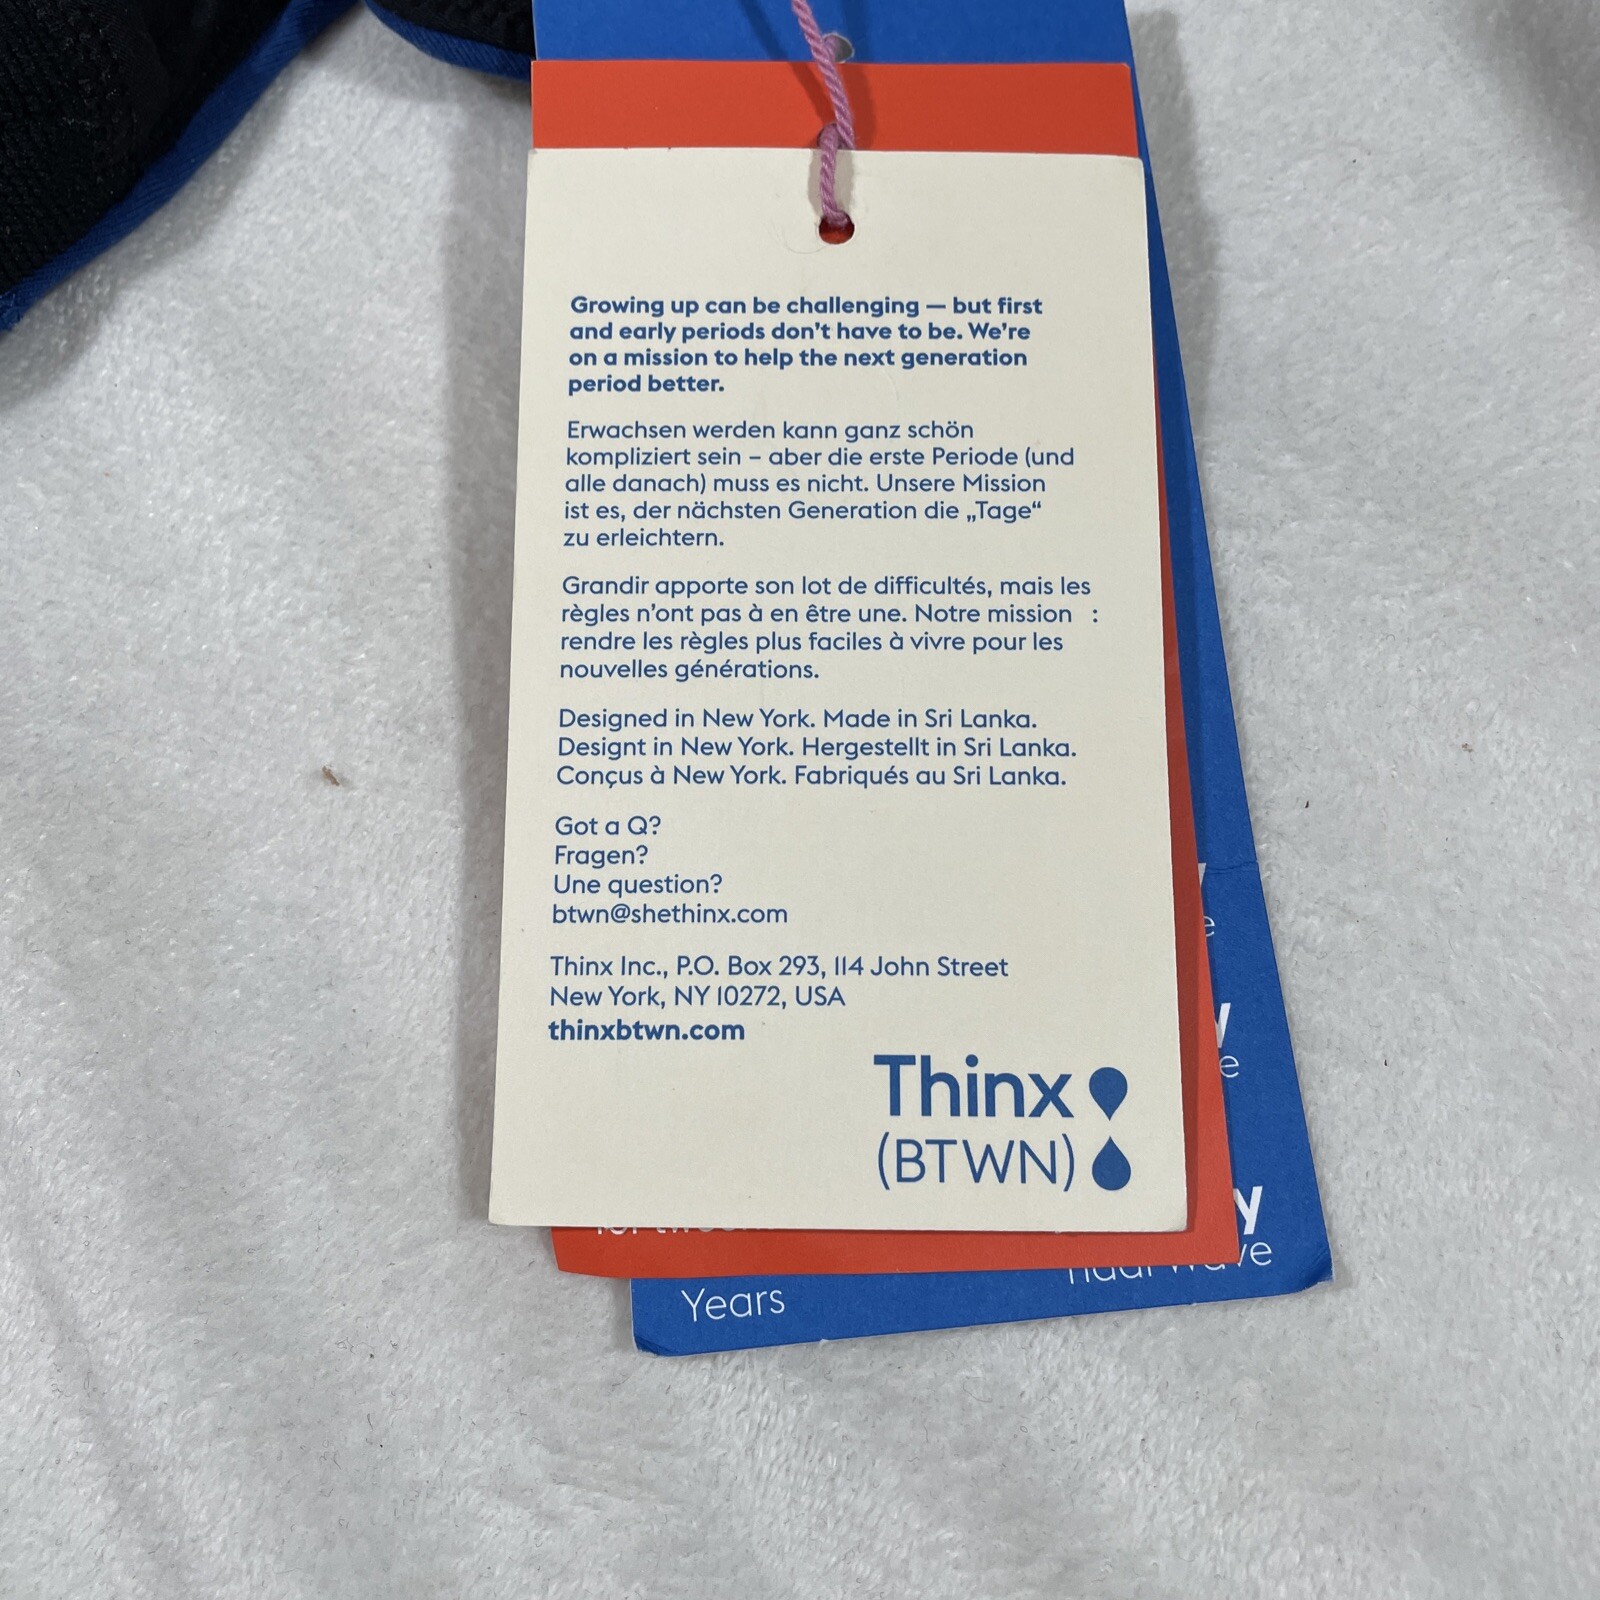 Growing up can be challenging — but first
and early periods don't have to be. We're
on a mission to help the next generation
period better.
Erwachsen werden kann ganz schön
kompliziert sein – aber die erste Periode (und
alle danach) muss es nicht. Unsere Mission
ist es, der nächsten Generation die „Tage“
zu erleichtern.
Grandir apporte son lot de difficultés, mais les
règles n'ont pas à en être une. Notre mission :
rendre les règles plus faciles à vivre pour les
nouvelles générations.
Designed in New York. Made in Sri Lanka.
Designt in New York. Hergestellt in Sri Lanka.
Conçus à New York. Fabriqués au Sri Lanka.
Got a Q?
Fragen?
Une question?
btwn@shethinx.com
Thinx Inc., P.O. Box 293, 114 John Street
New York, NY 10272, USA
thinxbtwn.com
Thinx
(BTWN)
Years